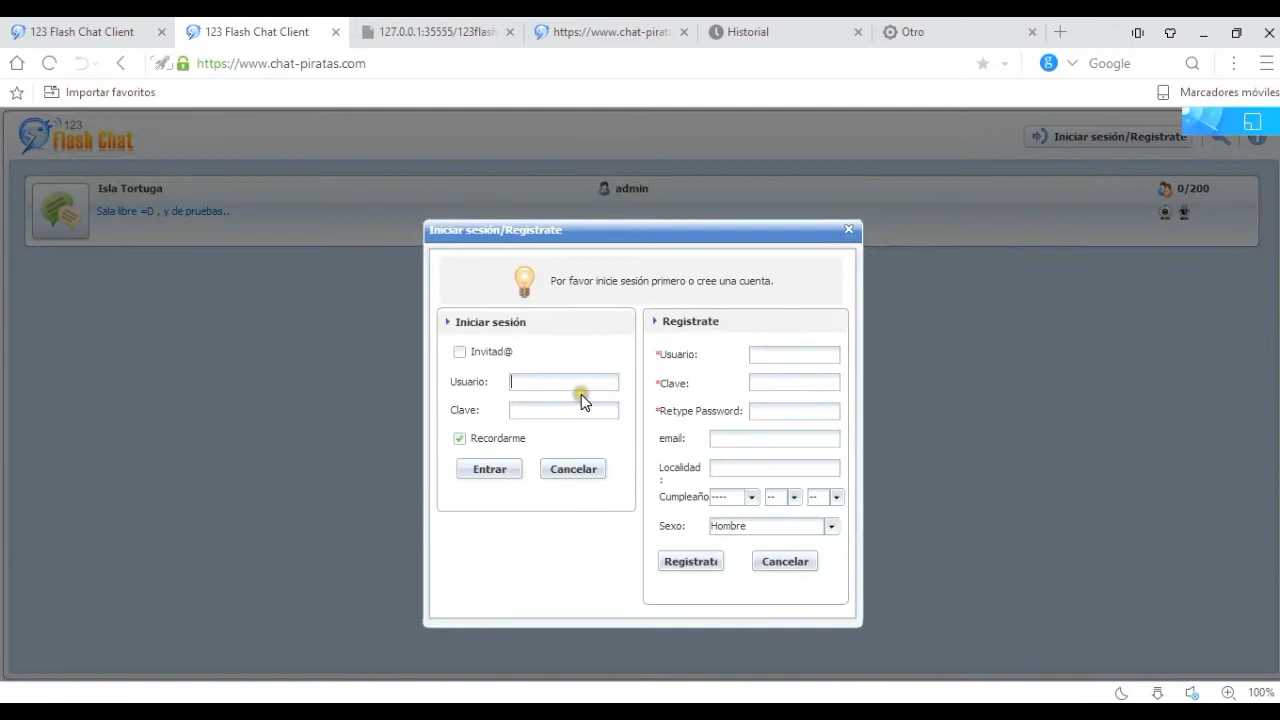 123 Flash Chat Client
123 Flash Chat Client
127.0.0.1:35555/123flash
https://www.chat-pirat
Historial
Otro
https://www.chat-piratas.com
g
Google
Importar favoritos
Marcadores móviles
123
Flash Chat
Iniciar sesión/Registrate
Isla Tortuga
admin
0/200
Sala libre =D , y de pruebas..
Iniciar sesión/Registrate
Por favor inicie sesión primero o cree una cuenta.
Iniciar sesión
Invitad@
Usuario:
Clave:
Recordarme
Entrar
Cancelar
Registrate
*Usuario:
*Clave:
*Retype Password:
email:
Localidad
:
Cumpleaño
----
--
--
Sexo:
Hombre
Registrate
Cancelar
100%